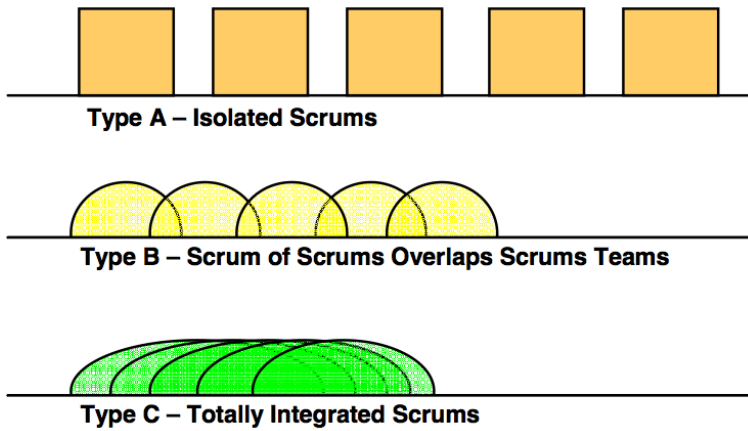 Type A – Isolated Scrums
Type B – Scrum of Scrums Overlaps Scrums Teams
Type C – Totally Integrated Scrums